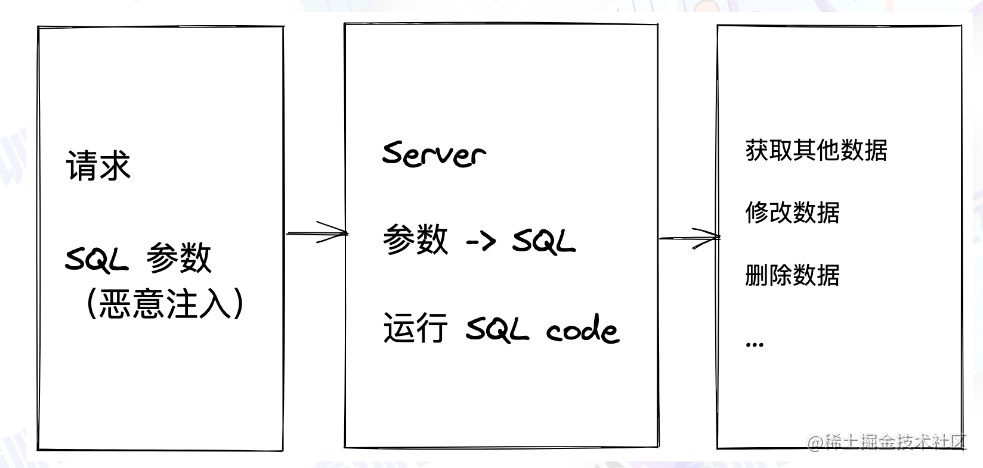 请求
SQL 参数
（恶意注入）
Server
参数 -> SQL
运行 SQL code
获取其他数据
修改数据
删除数据
...
@稀土掘金技术社区